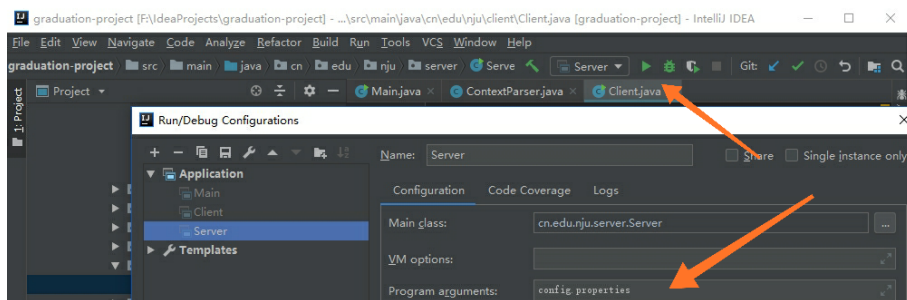 graduation-project [F:\IdeaProjects\graduation-project] - ...\src\main\java\cn\edu\nju\client\Client.java [graduation-project] - IntelliJ IDEA
File Edit View Navigate Code Analyze Refactor Build Run Tools VCS Window Help
graduation-project src main java cn edu nju server Serve Server Git:
1: Project
Project Main.java ContextParser.java Client.java
Run/Debug Configurations
Name: Server Share Single instance only
Application
Main
Client
Server
Templates
Configuration Code Coverage Logs
Main class: cn.edu.nju.server.Server ...
VM options:
Program arguments: config.properties